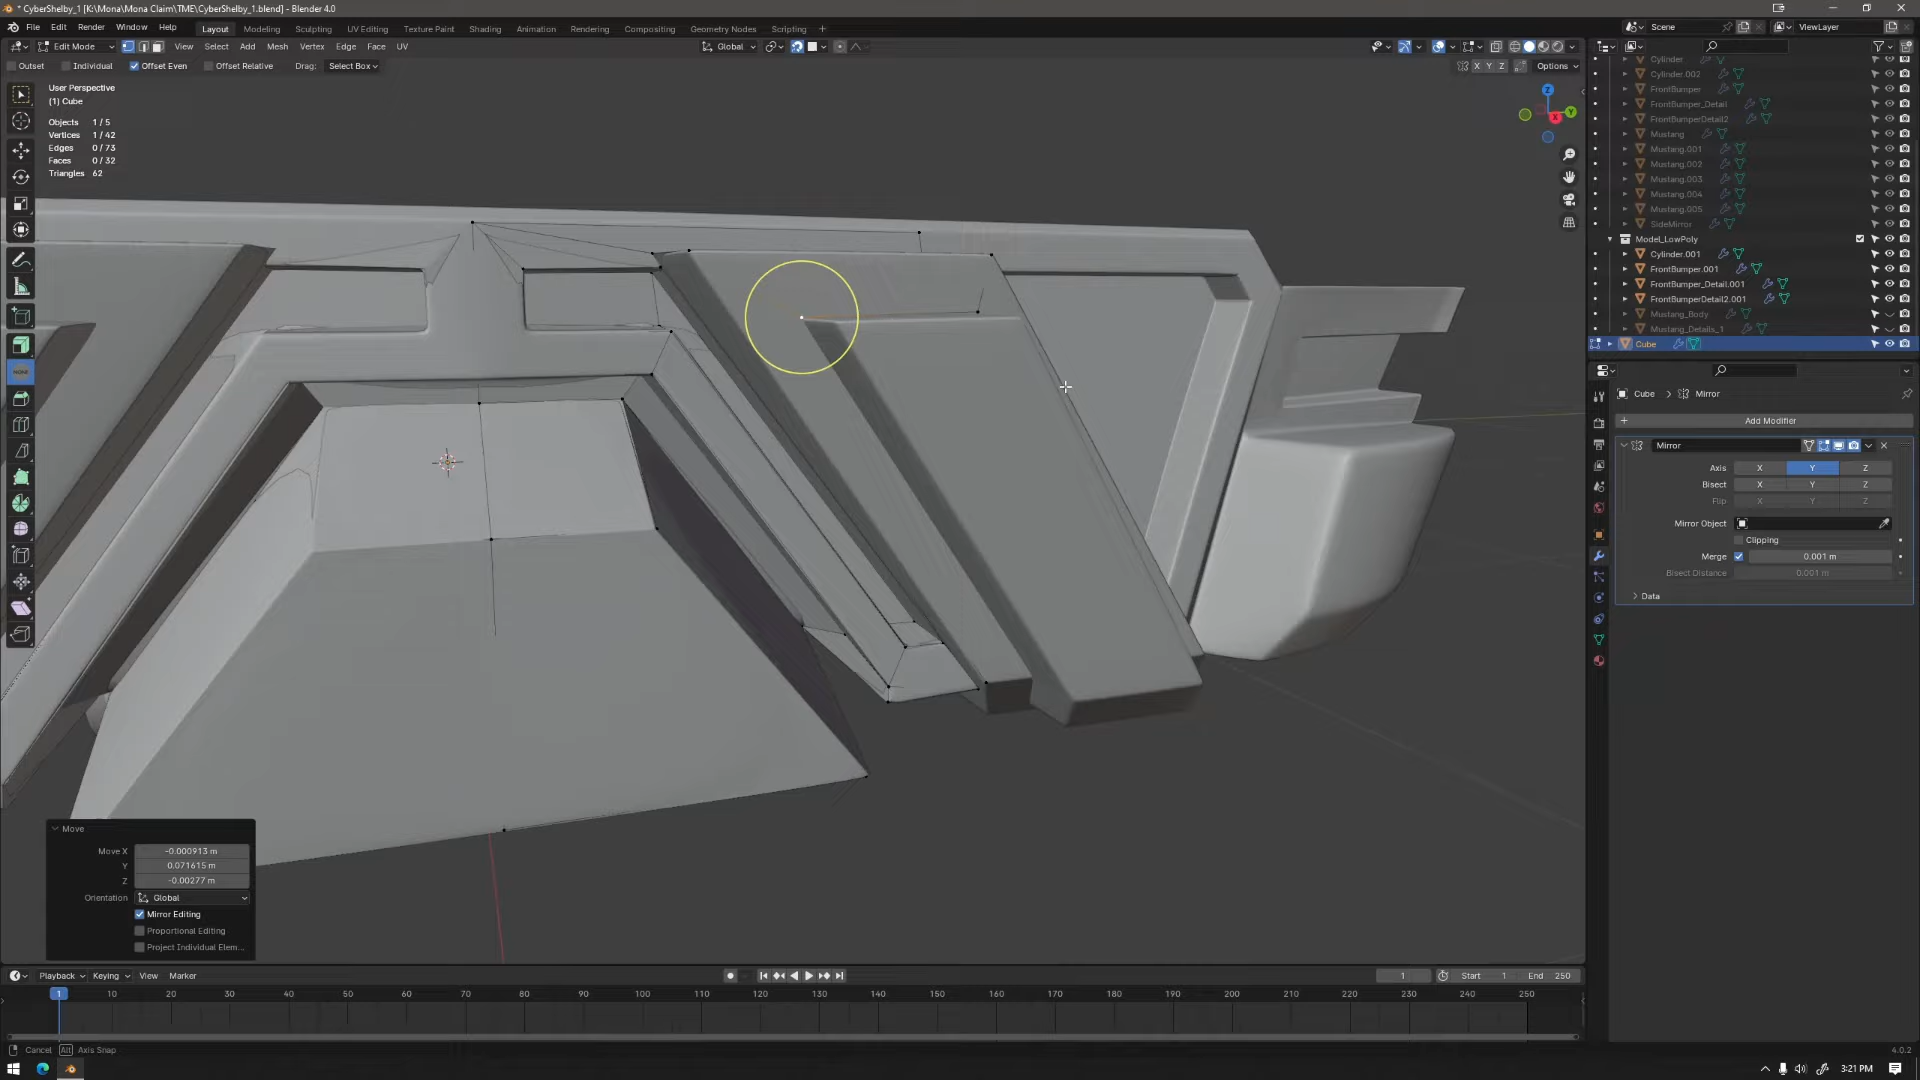 * CyberShelby_1 [K:\Mona\Mona Claim\TME\CyberShelby_1.blend] - Blender 4.0
File Edit Render Window Help Layout Modeling Sculpting UV Editing Texture Paint Shading Animation Rendering Compositing Geometry Nodes Scripting + Scene ViewLayer
Edit Mode View Select Add Mesh Vertex Edge Face UV Global
Outset Individual Offset Even Offset Relative Drag: Select Box X Y Z Options
User Perspective
(1) Cube
Objects 1 / 5
Vertices 1 / 42
Edges 0 / 73
Faces 0 / 32
Triangles 62
Z
Y
X
Cylinder
Cylinder.002
FrontBumper
FrontBumper_Detail
FrontBumperDetail2
Mustang
Mustang.001
Mustang.002
Mustang.003
Mustang.004
Mustang.005
SideMirror
Model_LowPoly
Cylinder.001
FrontBumper.001
FrontBumper_Detail.001
FrontBumperDetail2.001
Mustang_Body
Mustang_Details_1
Cube
Cube > Mirror
+ Add Modifier
Mirror
Axis X Y Z
Bisect X Y Z
Flip X Y Z
Mirror Object
Clipping
Merge 0.001 m
Bisect Distance 0.001 m
Data
Move
Move X -0.000913 m
Y 0.071615 m
Z -0.00277 m
Orientation Global
Mirror Editing
Proportional Editing
Project Individual Elem...
Playback Keying View Marker 1 Start 1 End 250
1 10 20 30 40 50 60 70 80 90 100 110 120 130 140 150 160 170 180 190 200 210 220 230 240 250
Cancel Alt Axis Snap 4.0.2
3:21 PM